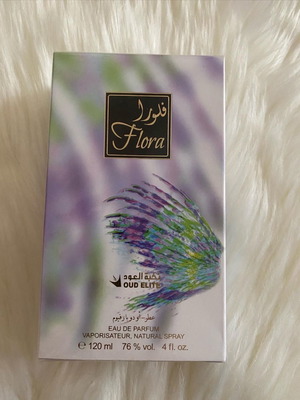 فلورا
Flora
نخبة العود
OUD ELITE
عطر - أو دو بارفيوم
EAU DE PARFUM
VAPORISATEUR, NATURAL SPRAY
℮ 120 ml 76 % vol. 4 fl. oz.